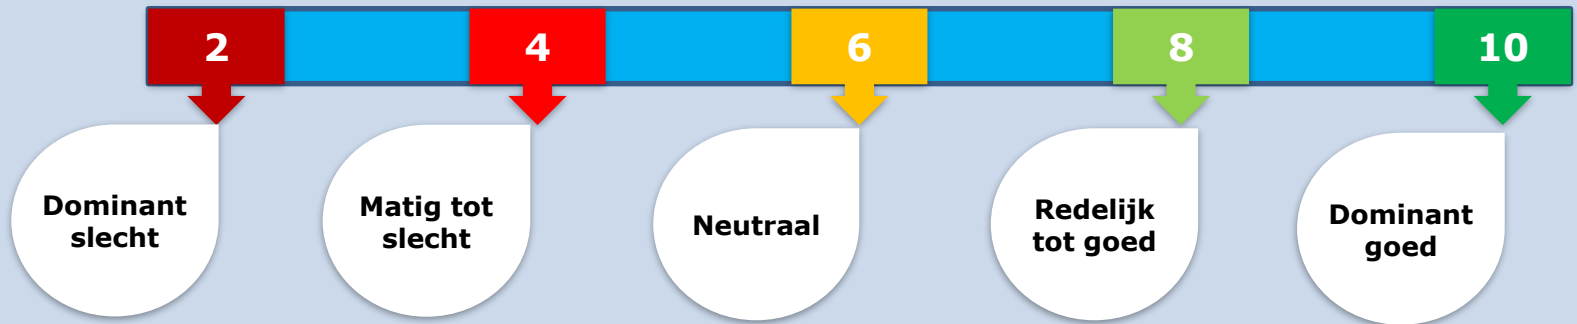 2 4 6 8 10
Dominant
slecht
Matig tot
slecht
Neutraal
Redelijk
tot goed
Dominant
goed